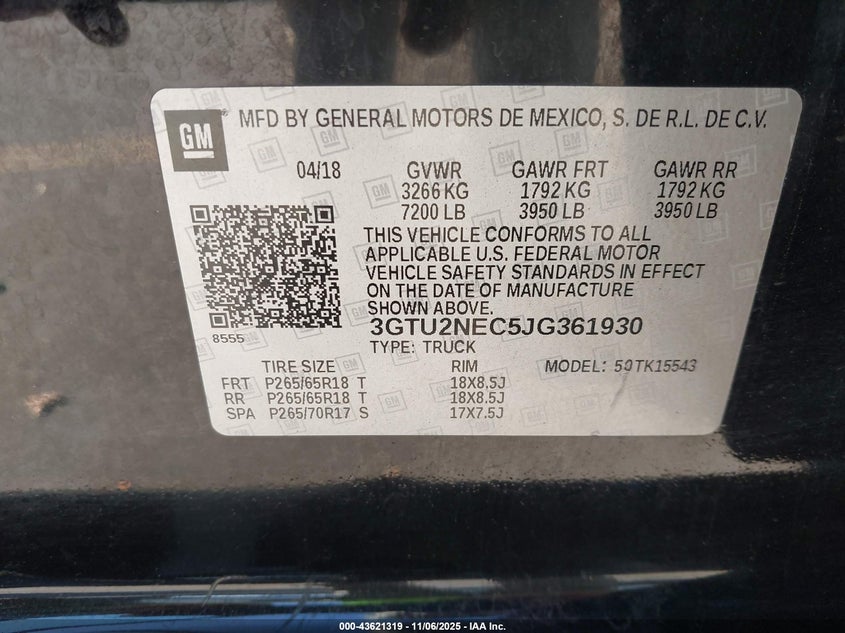 GM MFD BY GENERAL MOTORS DE MEXICO, S. DE R.L. DE C.V.
04/18 GVWR GAWR FRT GAWR RR
3266 KG 1792 KG 1792 KG
7200 LB 3950 LB 3950 LB
THIS VEHICLE CONFORMS TO ALL
APPLICABLE U.S. FEDERAL MOTOR
VEHICLE SAFETY STANDARDS IN EFFECT
ON THE DATE OF MANUFACTURE
SHOWN ABOVE.
8555
3GTU2NEC5JG361930
TYPE: TRUCK
TIRE SIZE RIM MODEL:
FRT P265/65R18 T 18X8.5J
RR P265/65R18 T 18X8.5J
SPA P265/70R17 S 17X7.5J
000-43621319 - 11/06/2025 - IAA Inc.